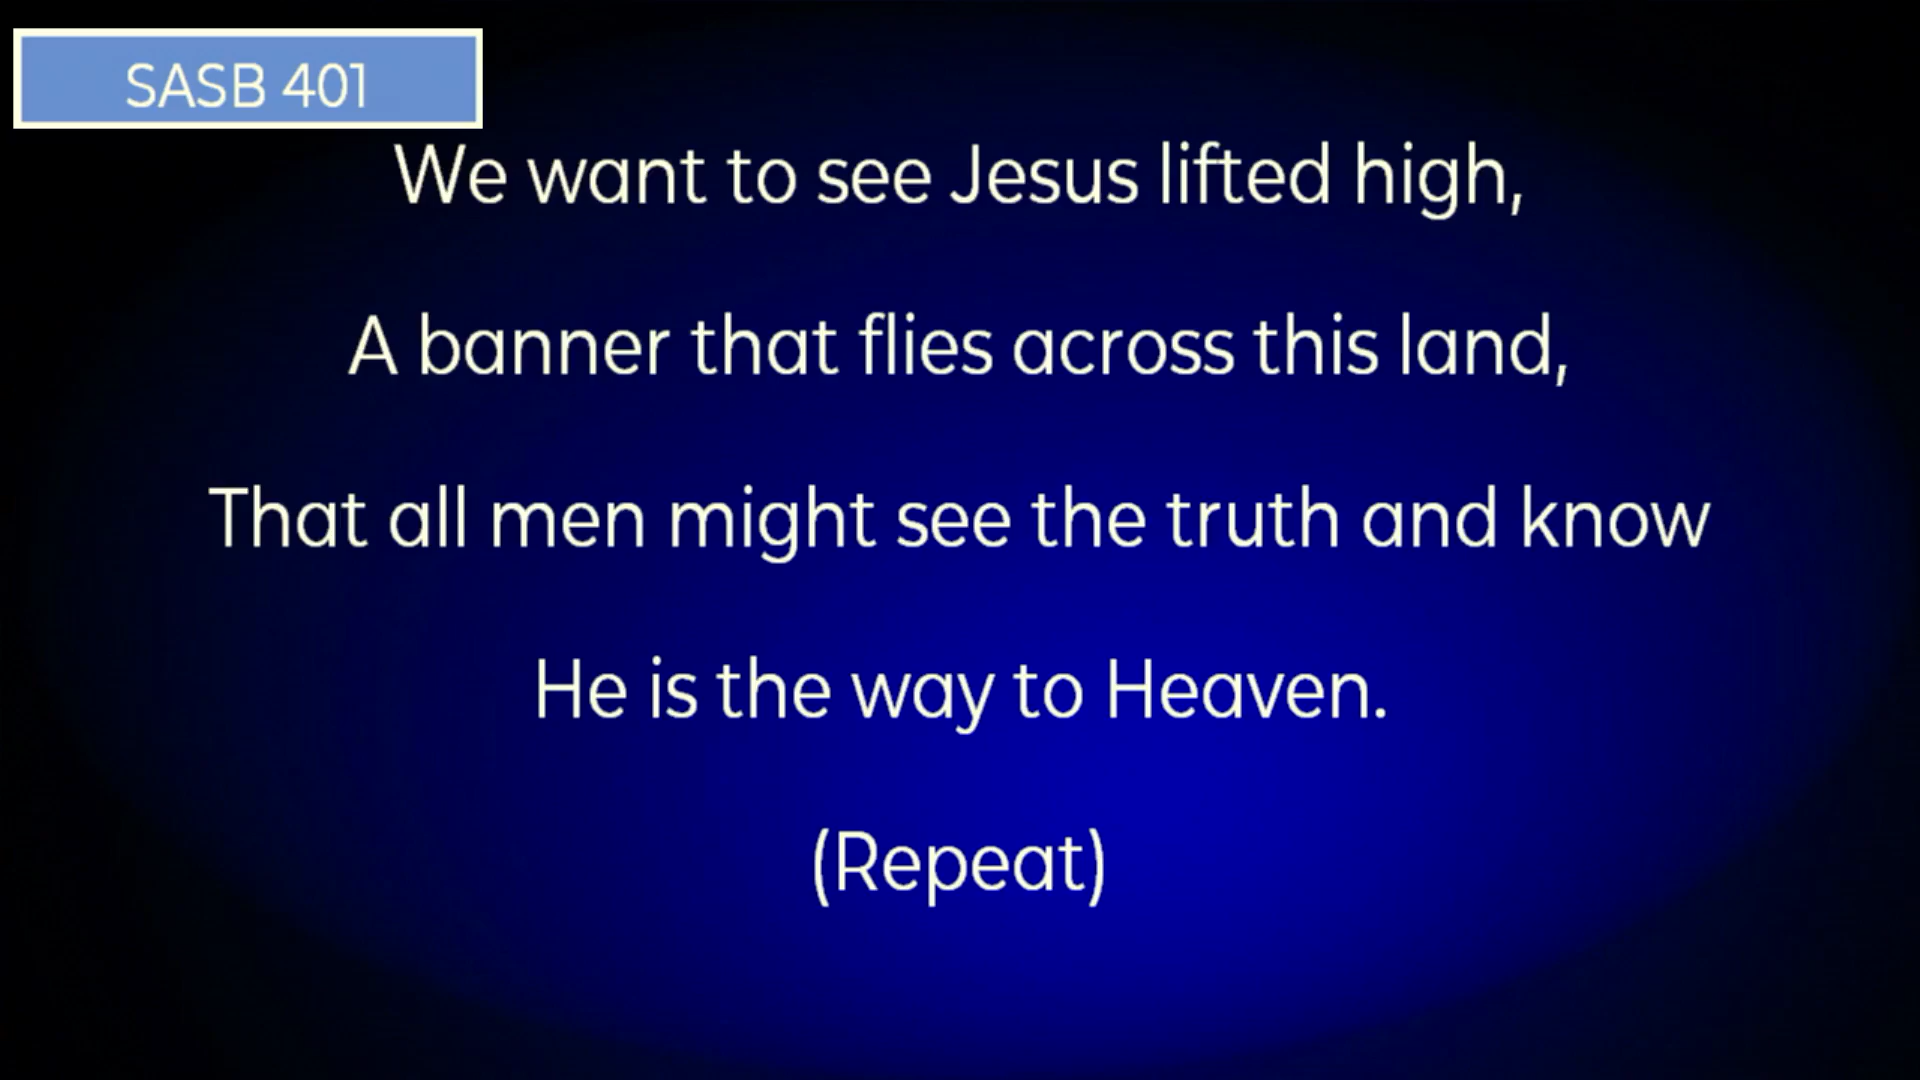 SASB 401
We want to see Jesus lifted high,
A banner that flies across this land,
That all men might see the truth and know
He is the way to Heaven.
(Repeat)